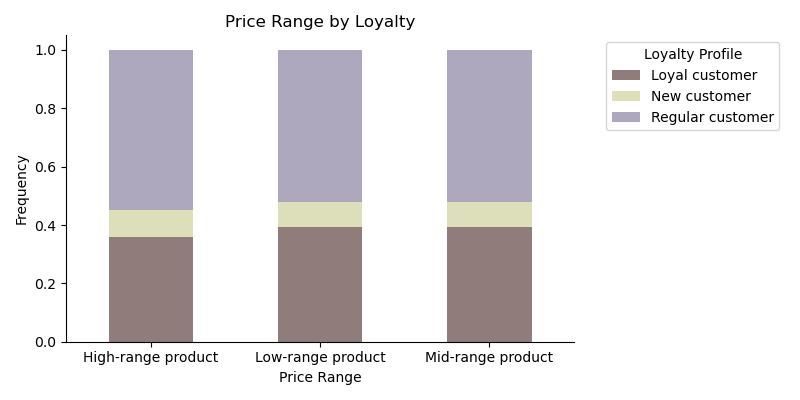 Price Range by Loyalty
Loyalty Profile
Loyal customer
New customer
Regular customer
Frequency
1.0
0.8
0.6
0.4
0.2
0.0
High-range product
Low-range product
Mid-range product
Price Range